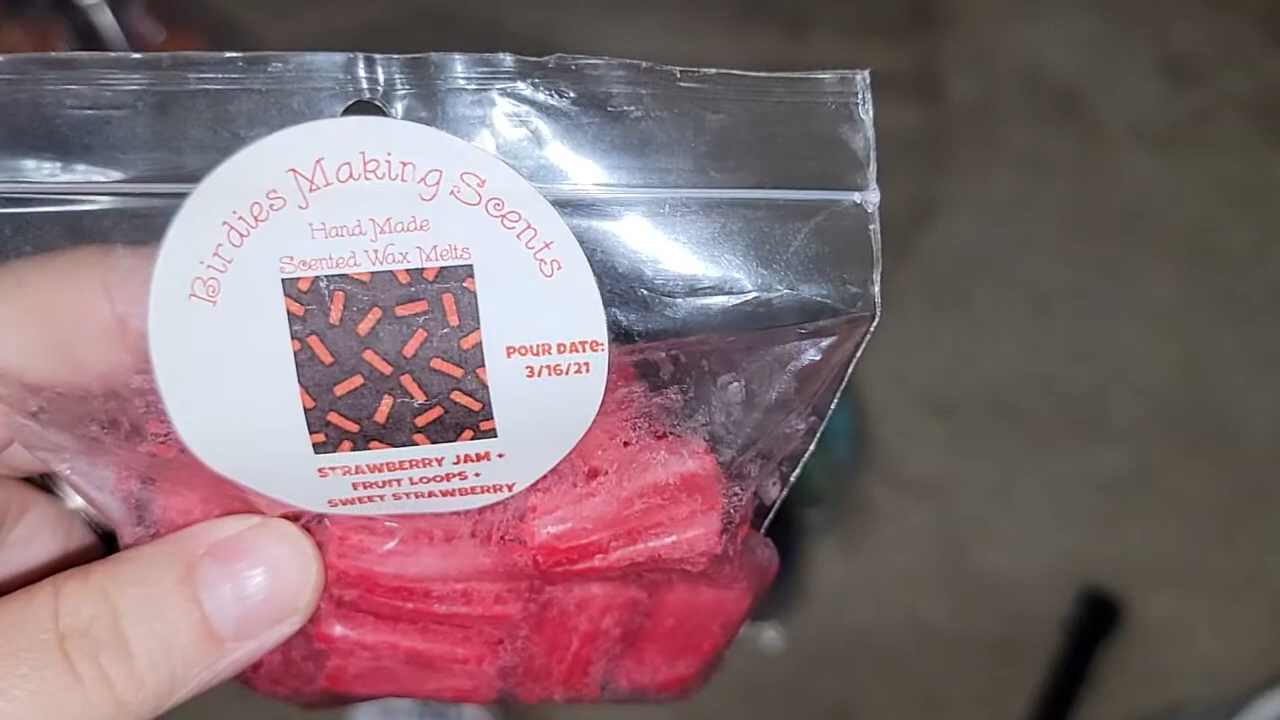 Birdies Making Scents
Hand Made
Scented Wax Melts
POUR DATE:
3/16/21
STRAWBERRY JAM +
FRUIT LOOPS +
SWEET STRAWBERRY